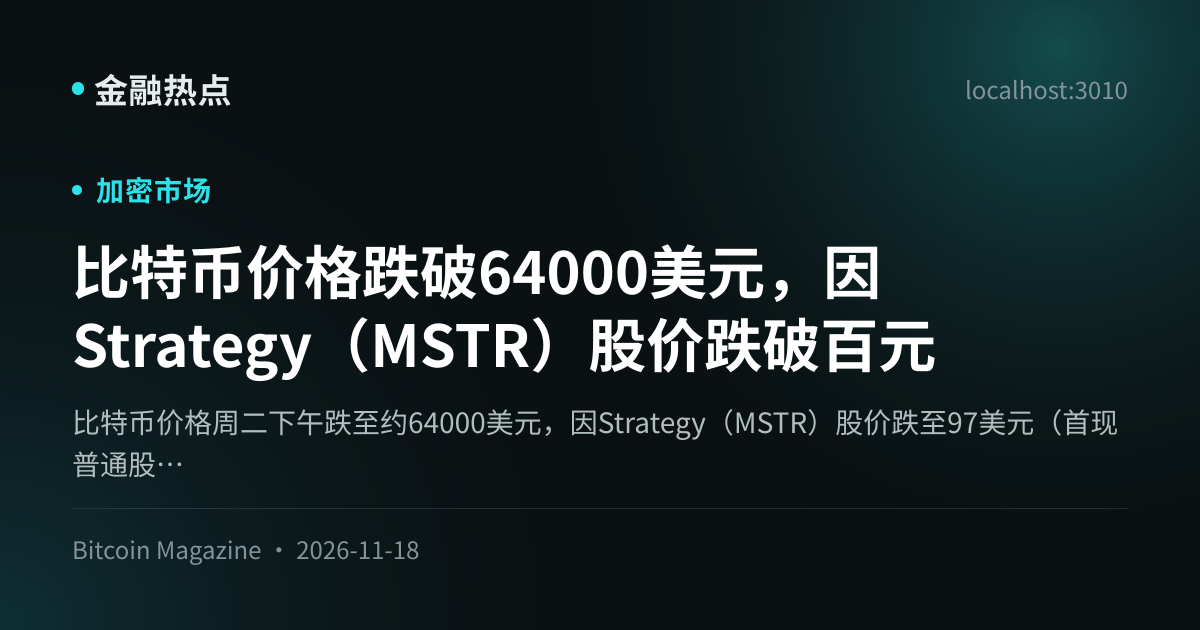 金融热点
localhost:3010
加密市场
比特币价格跌破64000美元，因
Strategy（MSTR）股价跌破百元
比特币价格周二下午跌至约64000美元，因Strategy（MSTR）股价跌至97美元（首现
普通股…
Bitcoin Magazine · 2026-11-18